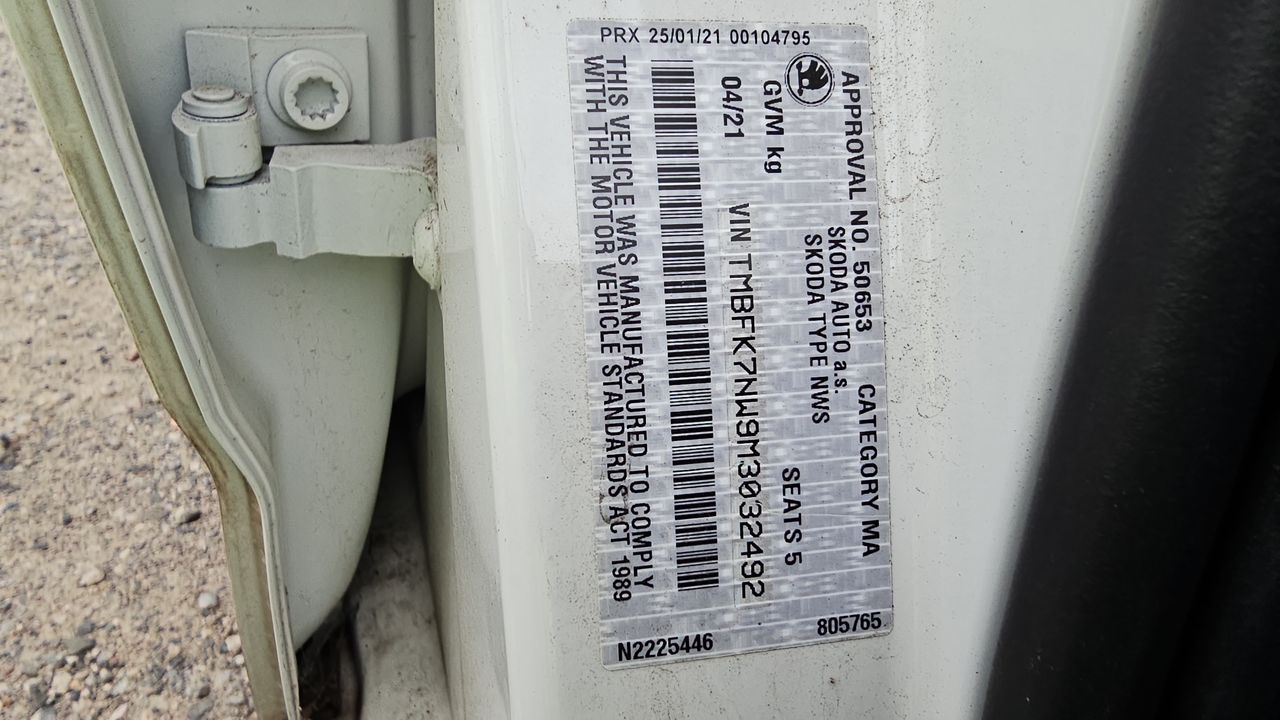 PRX 25/01/21 00104795
APPROVAL NO. 50653 CATEGORY MA
SKODA AUTO a.s.
SKODA TYPE NWS
GVM kg SEATS 5
04/21 VIN TMBFK7NW9M3032492
THIS VEHICLE WAS MANUFACTURED TO COMPLY
WITH THE MOTOR VEHICLE STANDARDS ACT 1989
N2225446 805765